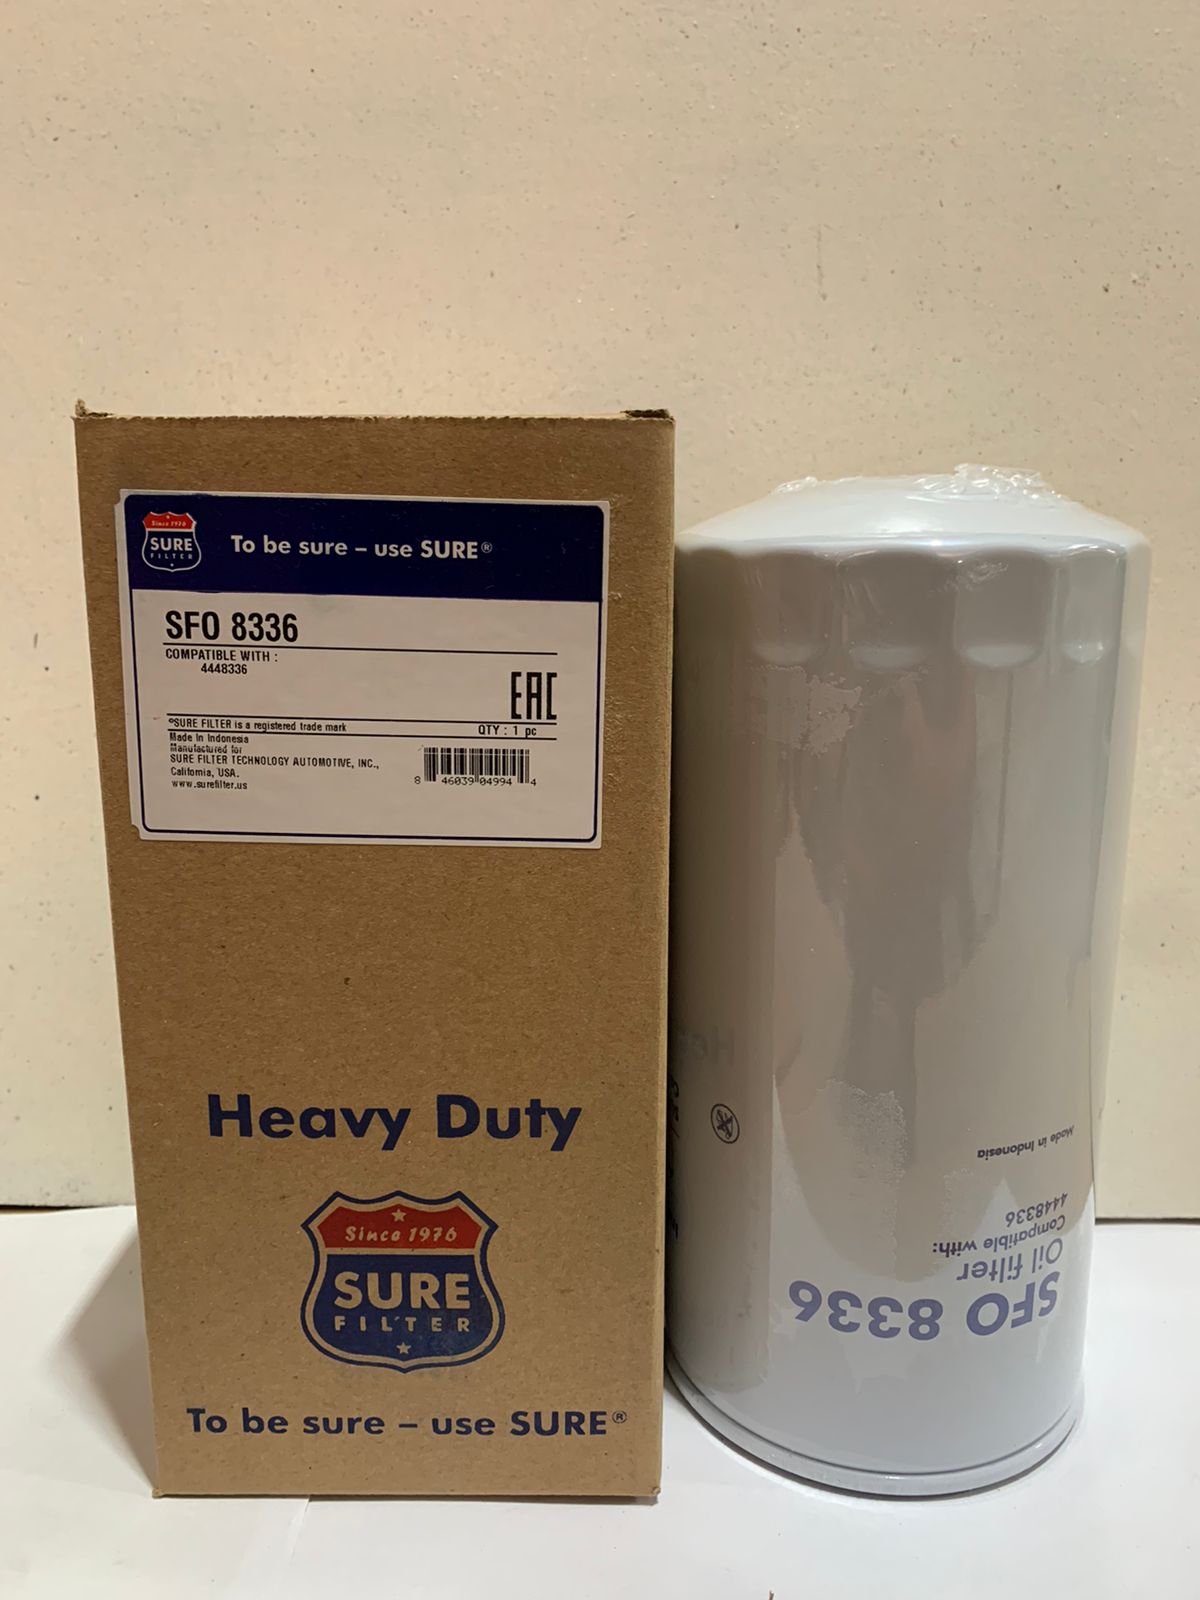 Since 1976
SURE
FILTER
To be sure – use SURE®
SFO 8336
COMPATIBLE WITH :
4448336
EAC
®SURE FILTER is a registered trade mark
QTY : 1 pc
Made In Indonesia
Manufactured for
SURE FILTER TECHNOLOGY AUTOMOTIVE, INC.,
California, USA.
www.surefilter.us
8 46039 04994 4
Heavy Duty
Since 1976
SURE
FILTER
To be sure – use SURE®
SFO 8336
Oil filter
Compatible with:
4448336
Made in Indonesia